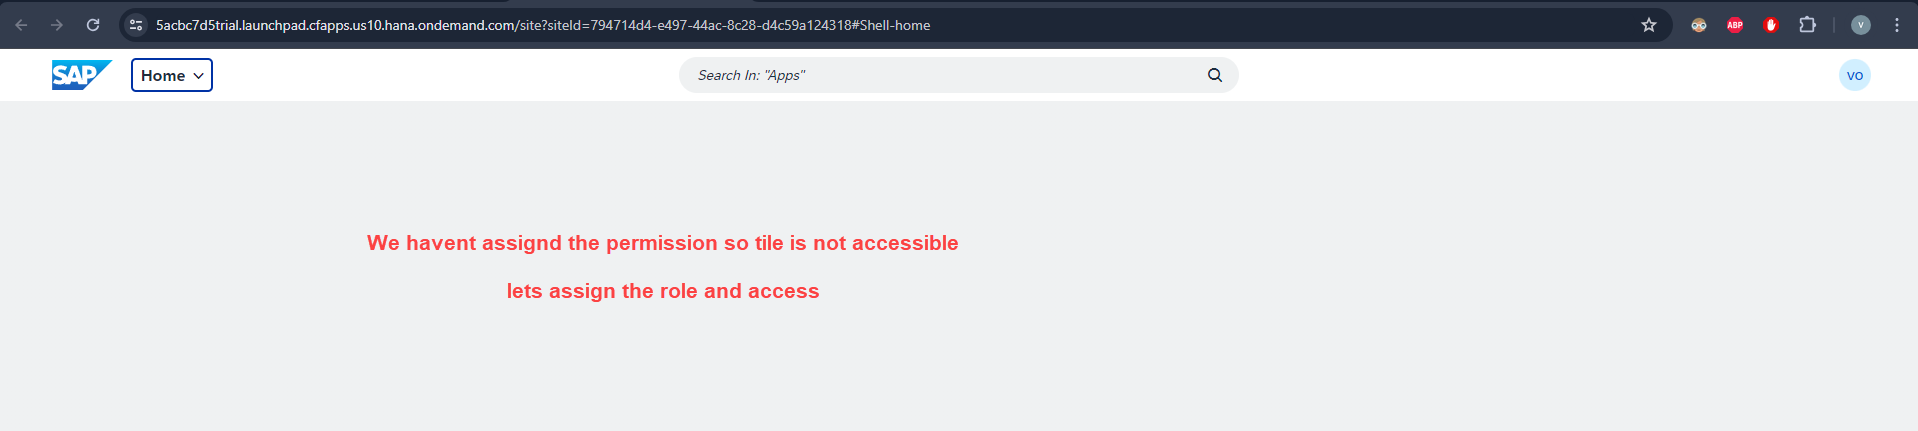 5acbc7d5trial.launchpad.cfapps.us10.hana.ondemand.com/site?siteId=794714d4-e497-44ac-8c28-d4c59a124318#Shell-home
ABP
V
SAP
Home
Search In: "Apps"
VO
We havent assignd the permission so tile is not accessible
lets assign the role and access